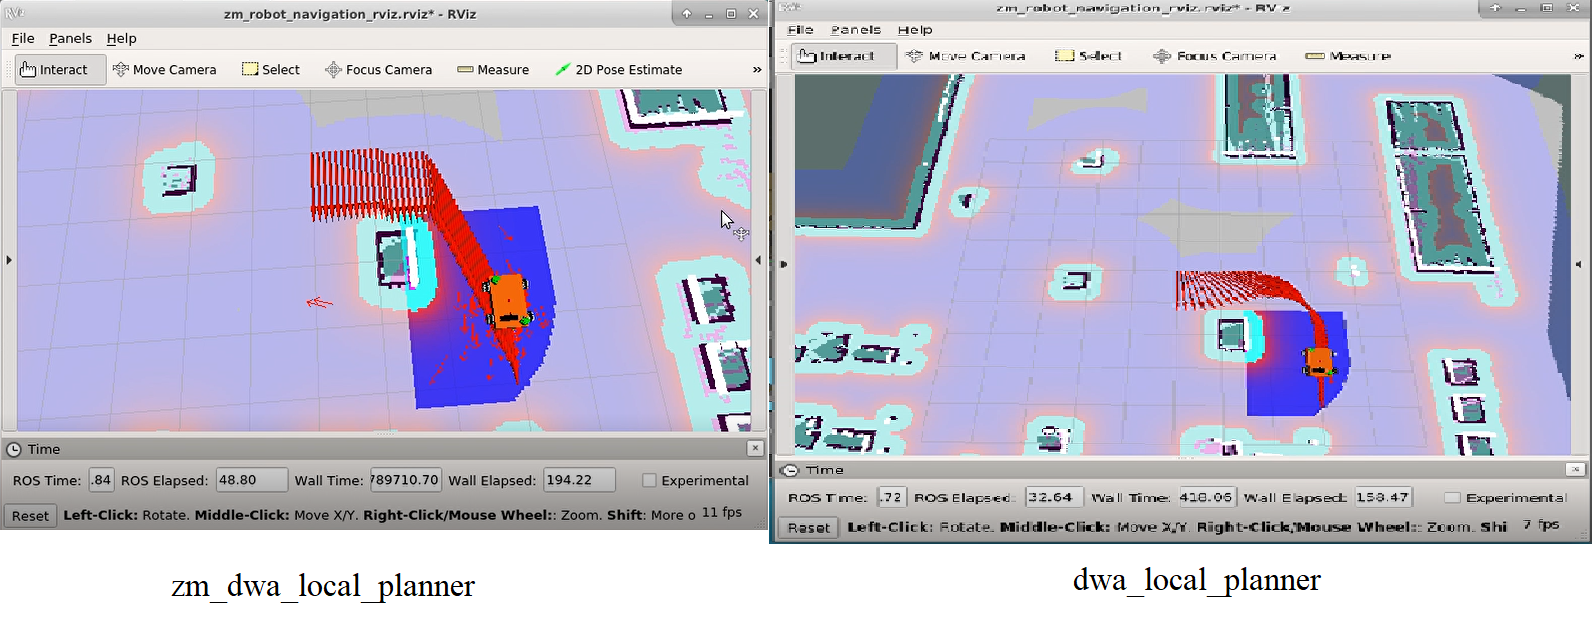 zm_robot_navigation_rviz.rviz* - RViz
File Panels Help
Interact Move Camera Select Focus Camera Measure 2D Pose Estimate »
Time
ROS Time: .84 ROS Elapsed: 48.80 Wall Time: 789710.70 Wall Elapsed: 194.22 Experimental
Reset Left-Click: Rotate. Middle-Click: Move X/Y. Right-Click/Mouse Wheel:: Zoom. Shift: More o 11 fps
zm_dwa_local_planner
zm_robot_navigation_rviz.rviz* - RViz
File Panels Help
Interact Move Camera Select Focus Camera Measure »
Time
ROS Time: .72 ROS Elapsed: 32.64 Wall Time: 418.06 Wall Elapsed: 158.47 Experimental
Reset Left-Click: Rotate. Middle-Click: Move X/Y. Right-Click/Mouse Wheel:: Zoom. Shi 7 fps
dwa_local_planner